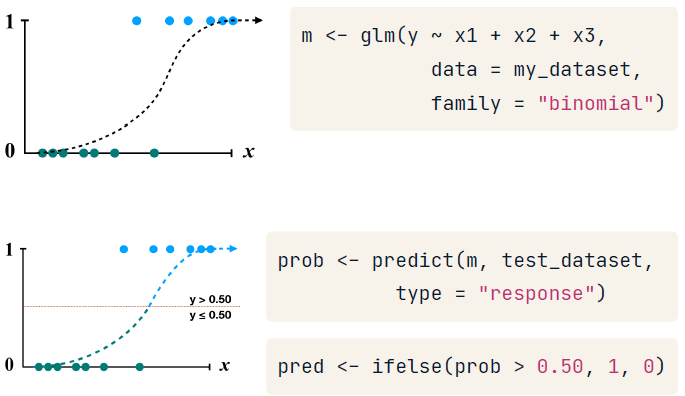 1
0
x
m <- glm(y ~ x1 + x2 + x3,
data = my_dataset,
family = "binomial")
1
y > 0.50
y ≤ 0.50
0
x
prob <- predict(m, test_dataset,
type = "response")
pred <- ifelse(prob > 0.50, 1, 0)